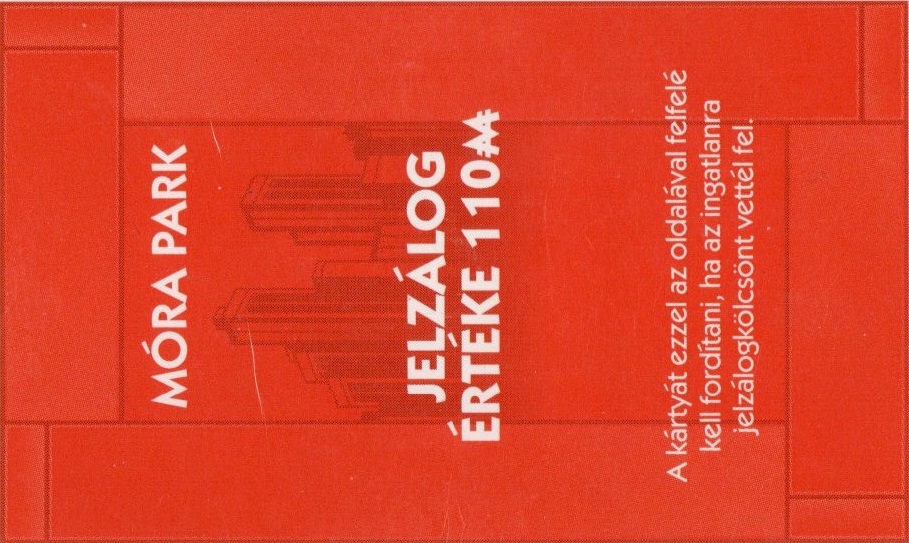 MÓRA PARK
JELZÁLOG
ÉRTÉKE 110₩
A kártyát ezzel az oldalával felfelé
kell fordítani, ha az ingatlanra
jelzálogkölcsönt vettél fel.